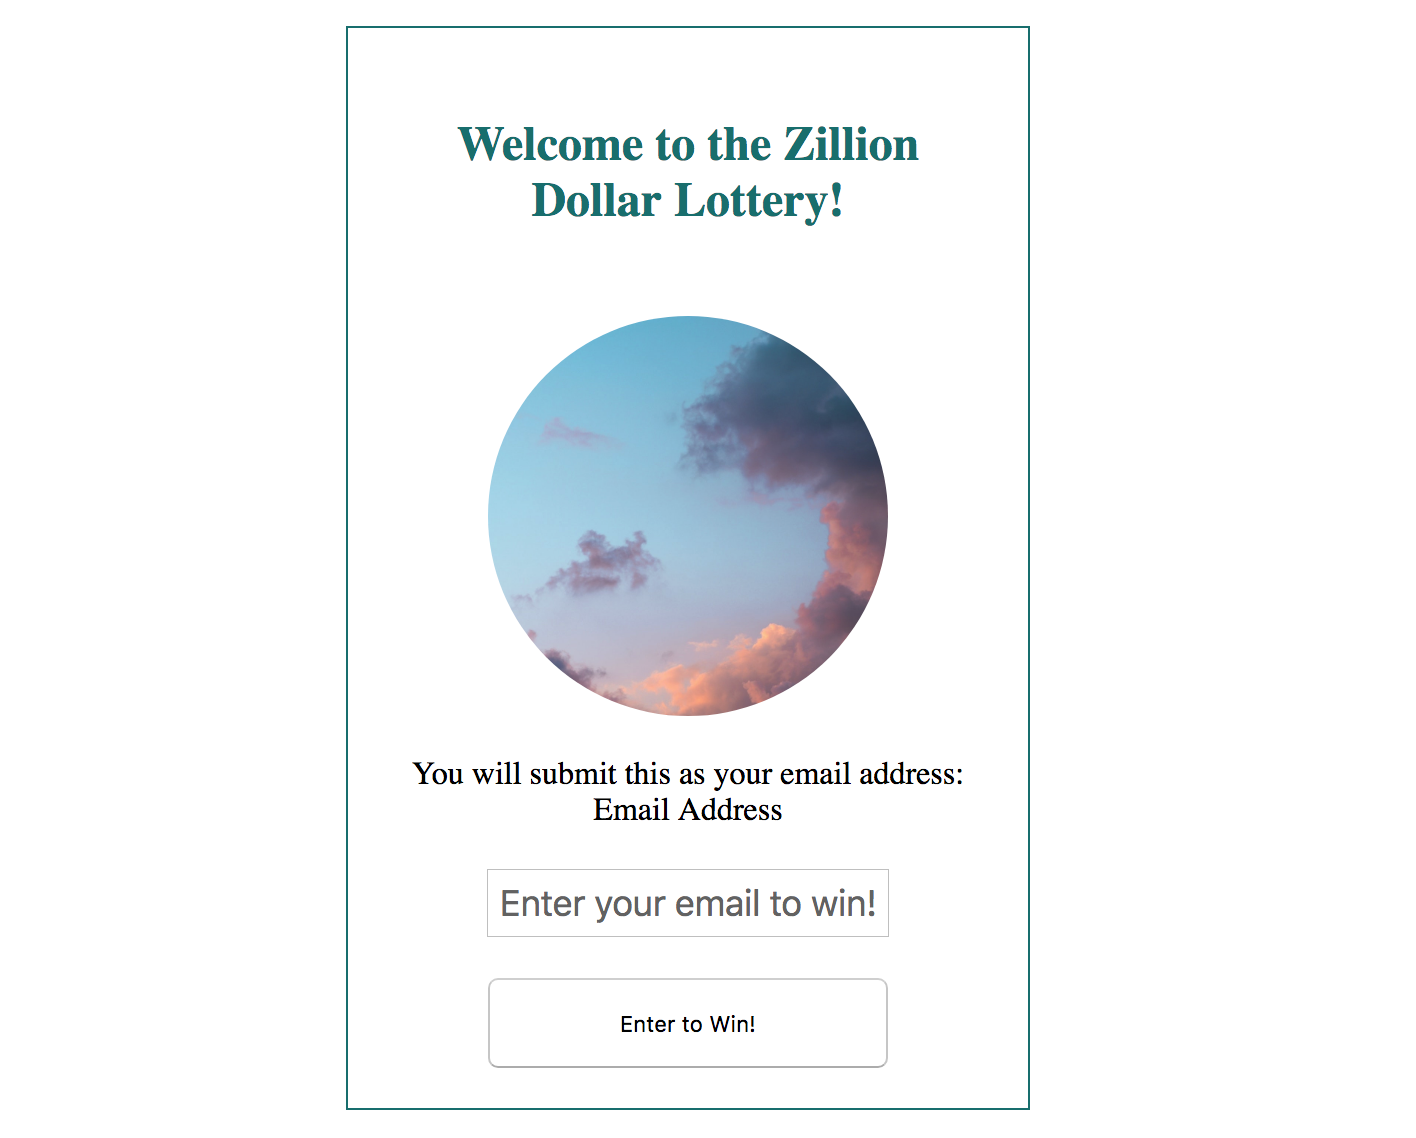 Welcome to the Zillion
Dollar Lottery!
You will submit this as your email address:
Email Address
Enter your email to win!
Enter to Win!